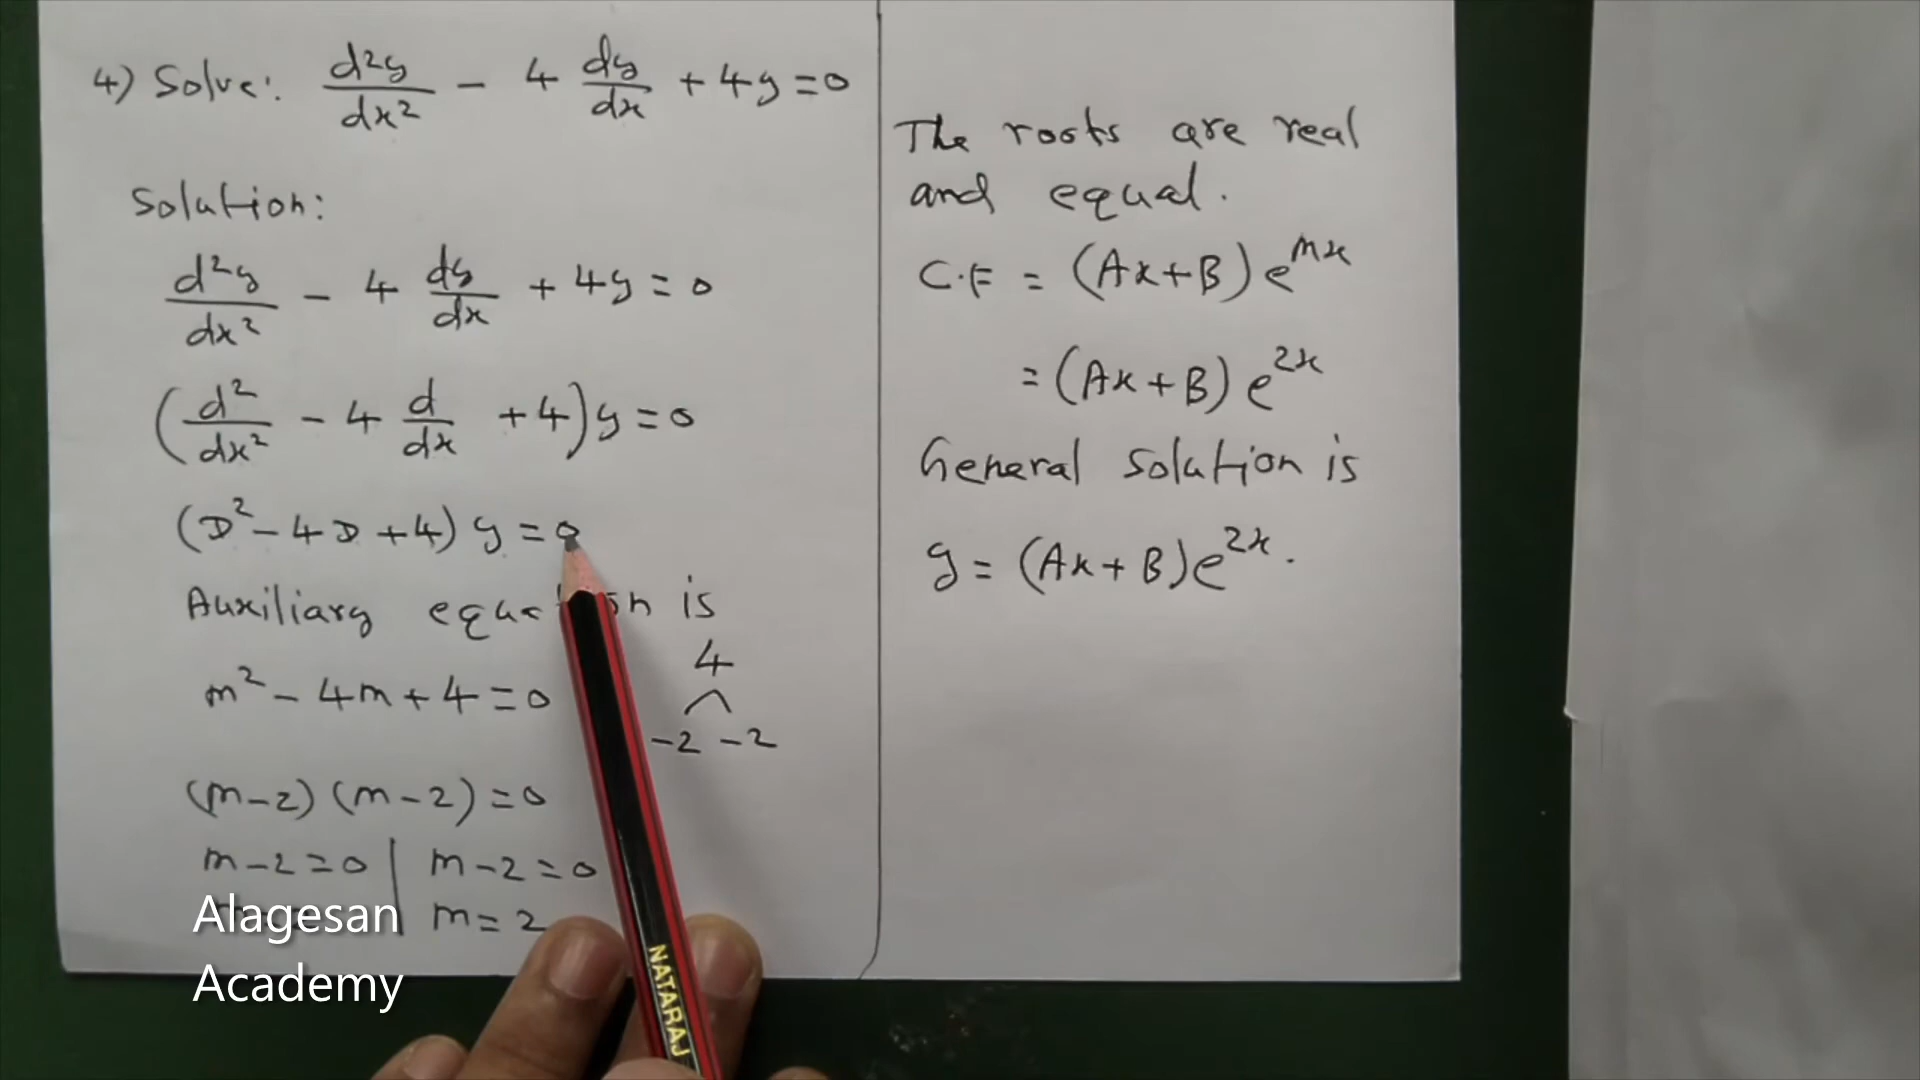 4) Solve: d²y/dx² - 4 dy/dx + 4y = 0
Solution:
d²y/dx² - 4 dy/dx + 4y = 0
(d²/dx² - 4 d/dx + 4) y = 0
(D² - 4D + 4) y = 0
Auxiliary equation is
m² - 4m + 4 = 0
4
-2 -2
(m-2) (m-2) = 0
m-2=0 | m-2=0
m = 2
The roots are real
and equal.
C.F = (Ax+B) e^mx
= (Ax+B) e^2x
General solution is
y = (Ax+B)e^2x.
Alagesan
Academy
NATARAJ